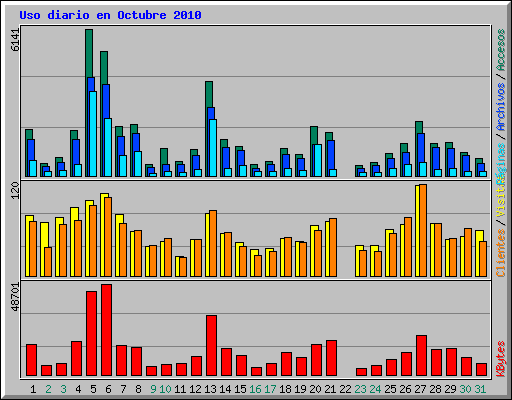 Uso diario en Octubre 2010
6141
120
48701
Clientes / Visitas
Páginas / Archivos / Accesos
KBytes
1 2 3 4 5 6 7 8 9 10 11 12 13 14 15 16 17 18 19 20 21 22 23 24 25 26 27 28 29 30 31